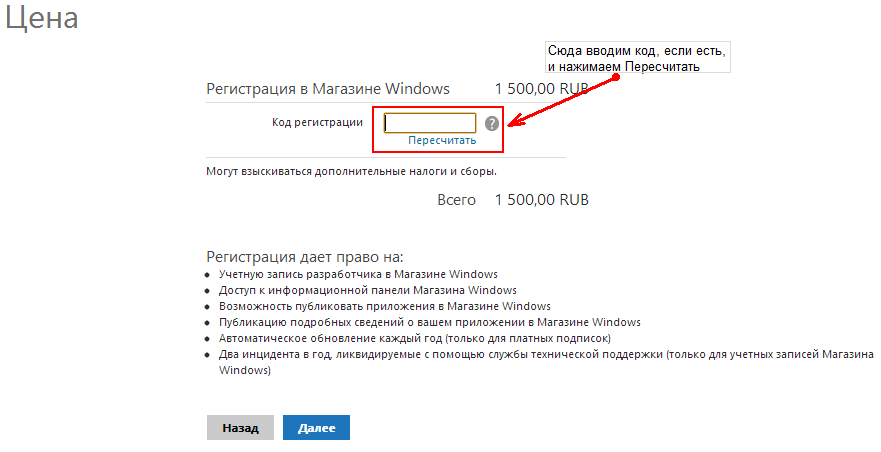 Цена
Сюда вводим код, если есть,
и нажимаем Пересчитать
Регистрация в Магазине Windows 1 500,00 RUB
Код регистрации ?
Пересчитать
Могут взыскиваться дополнительные налоги и сборы.
Всего 1 500,00 RUB
Регистрация дает право на:
• Учетную запись разработчика в Магазине Windows
• Доступ к информационной панели Магазина Windows
• Возможность публиковать приложения в Магазине Windows
• Публикацию подробных сведений о вашем приложении в Магазине Windows
• Автоматическое обновление каждый год (только для платных подписок)
• Два инцидента в год, ликвидируемые с помощью службы технической поддержки (только для учетных записей Магазина
Windows)
Назад Далее